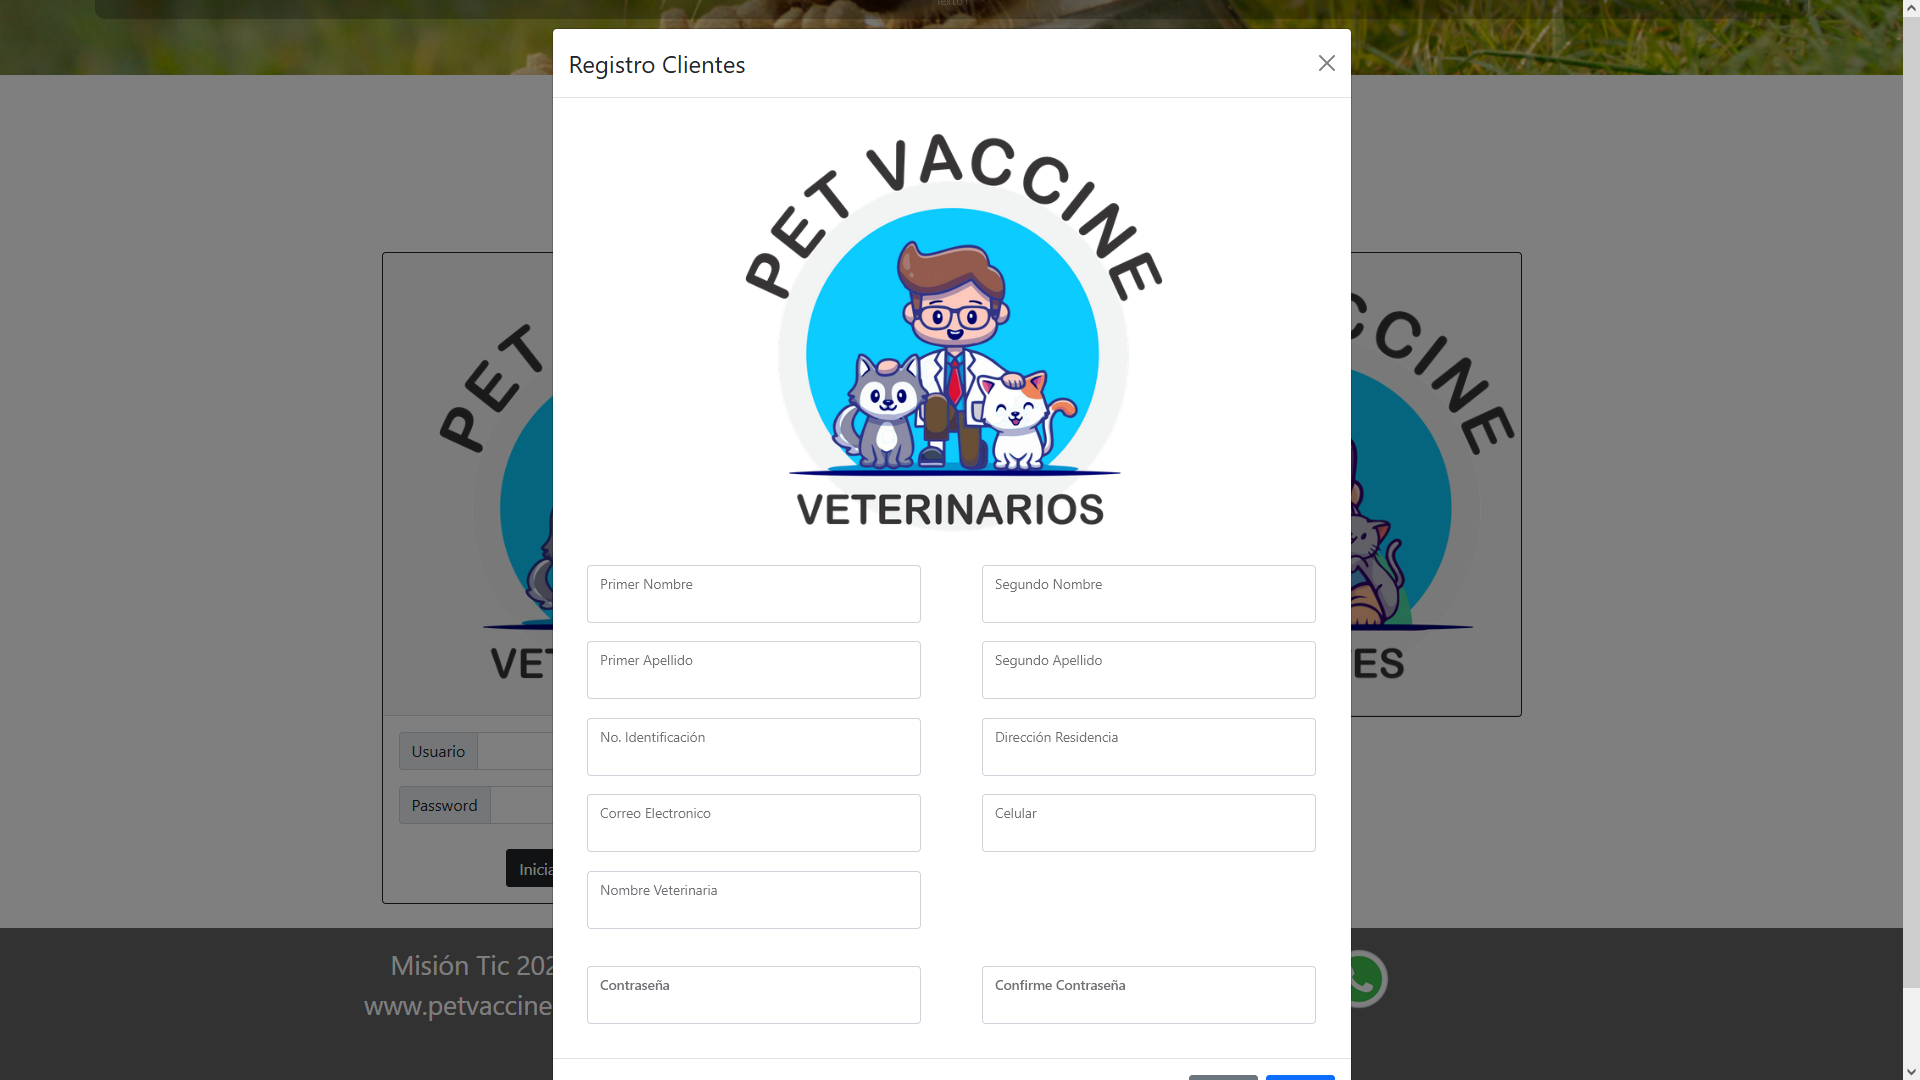 Texto1
Registro Clientes
PET VACCINE
VETERINARIOS
Primer Nombre
Segundo Nombre
Primer Apellido
Segundo Apellido
No. Identificación
Dirección Residencia
Correo Electronico
Celular
Nombre Veterinaria
Contraseña
Confirme Contraseña
PET
VET
Usuario
Password
Inicia
CCINE
ES
Misión Tic 202
www.petvaccine